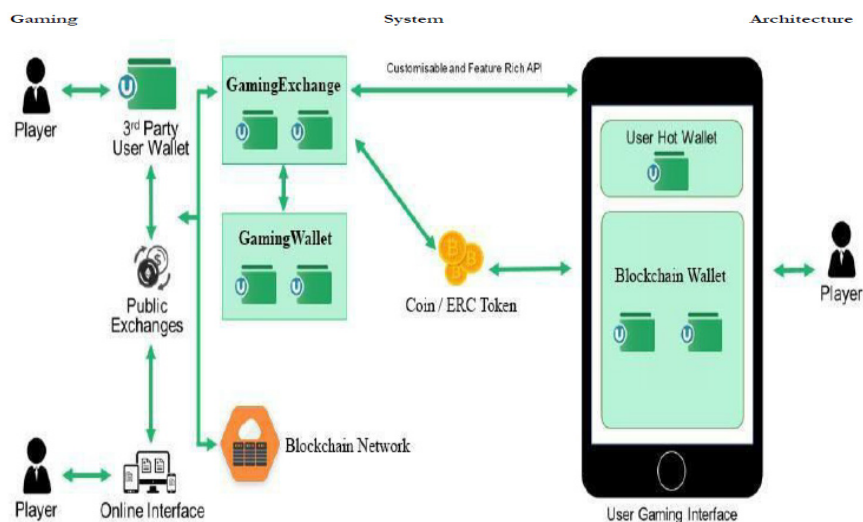 Gaming System Architecture
Customisable and Feature Rich API
GamingExchange
Player
3rd Party
User Wallet
User Hot Wallet
GamingWallet
Blockchain Wallet
Public
Exchanges
Coin / ERC Token
Player
Blockchain Network
Player
Online Interface
User Gaming Interface